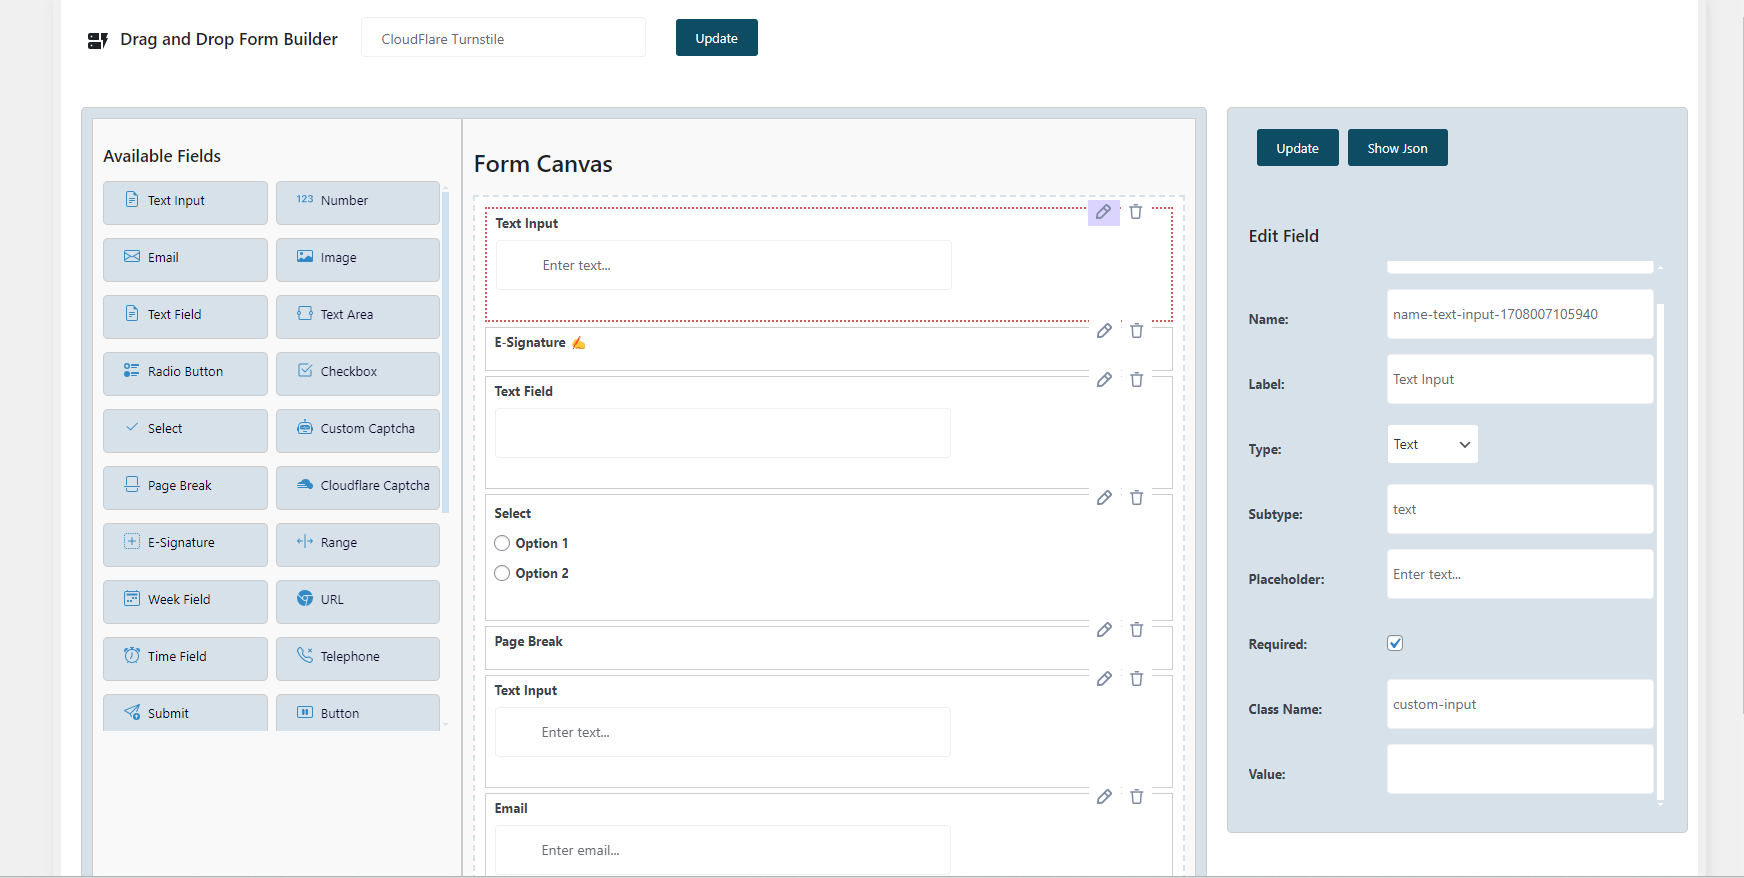 Drag and Drop Form Builder
CloudFlare Turnstile
Update
Available Fields
Text Input
123 Number
Email
Image
Text Field
Text Area
Radio Button
Checkbox
Select
Custom Captcha
Page Break
Cloudflare Captcha
E-Signature
Range
Week Field
URL
Time Field
Telephone
Submit
Button
Form Canvas
Text Input
Enter text...
E-Signature ✍
Text Field
Select
Option 1
Option 2
Page Break
Text Input
Enter text...
Email
Enter email...
Update
Show Json
Edit Field
Name:
name-text-input-1708007105940
Label:
Text Input
Type:
Text
Subtype:
text
Placeholder:
Enter text...
Required:
Class Name:
custom-input
Value: